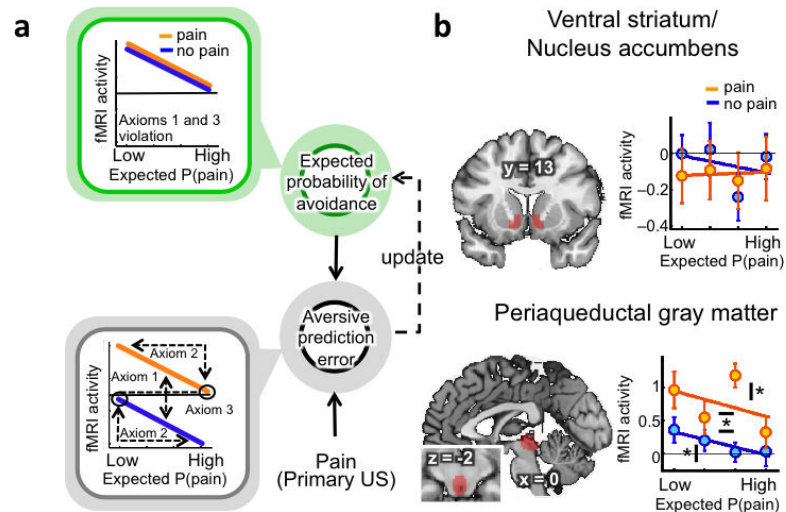 a
pain
no pain
fMRI activity
Axioms 1 and 3
violation
Low
High
Expected P(pain)
Expected
probability of
avoidance
update
Aversive
prediction
error
Axiom 2
Axiom 1
Axiom 3
Axiom 2
fMRI activity
Low
High
Expected P(pain)
Pain
(Primary US)
b
Ventral striatum/
Nucleus accumbens
y = 13
pain
no pain
fMRI activity
0
−0.2
−0.4
Low
High
Expected P(pain)
Periaqueductal gray matter
z = -2
x = 0
fMRI activity
1
0.5
0
*
*
*
Low
High
Expected P(pain)